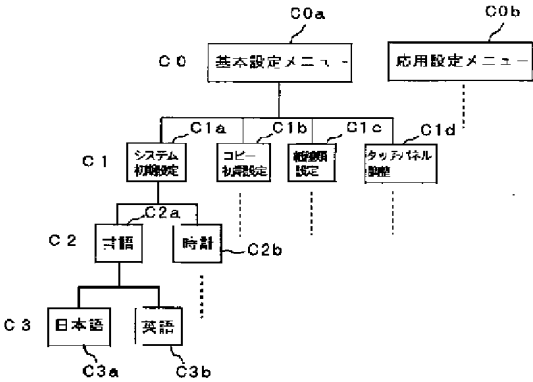 C0a
C0b
C0
基本設定メニュー
応用設定メニュー
C1a
C1b
C1c
C1d
C1
システム
初期設定
コピー
初期設定
紙種類
設定
タッチパネル
調整
C2a
C2
言語
時計
C2b
C3
日本語
英語
C3a
C3b